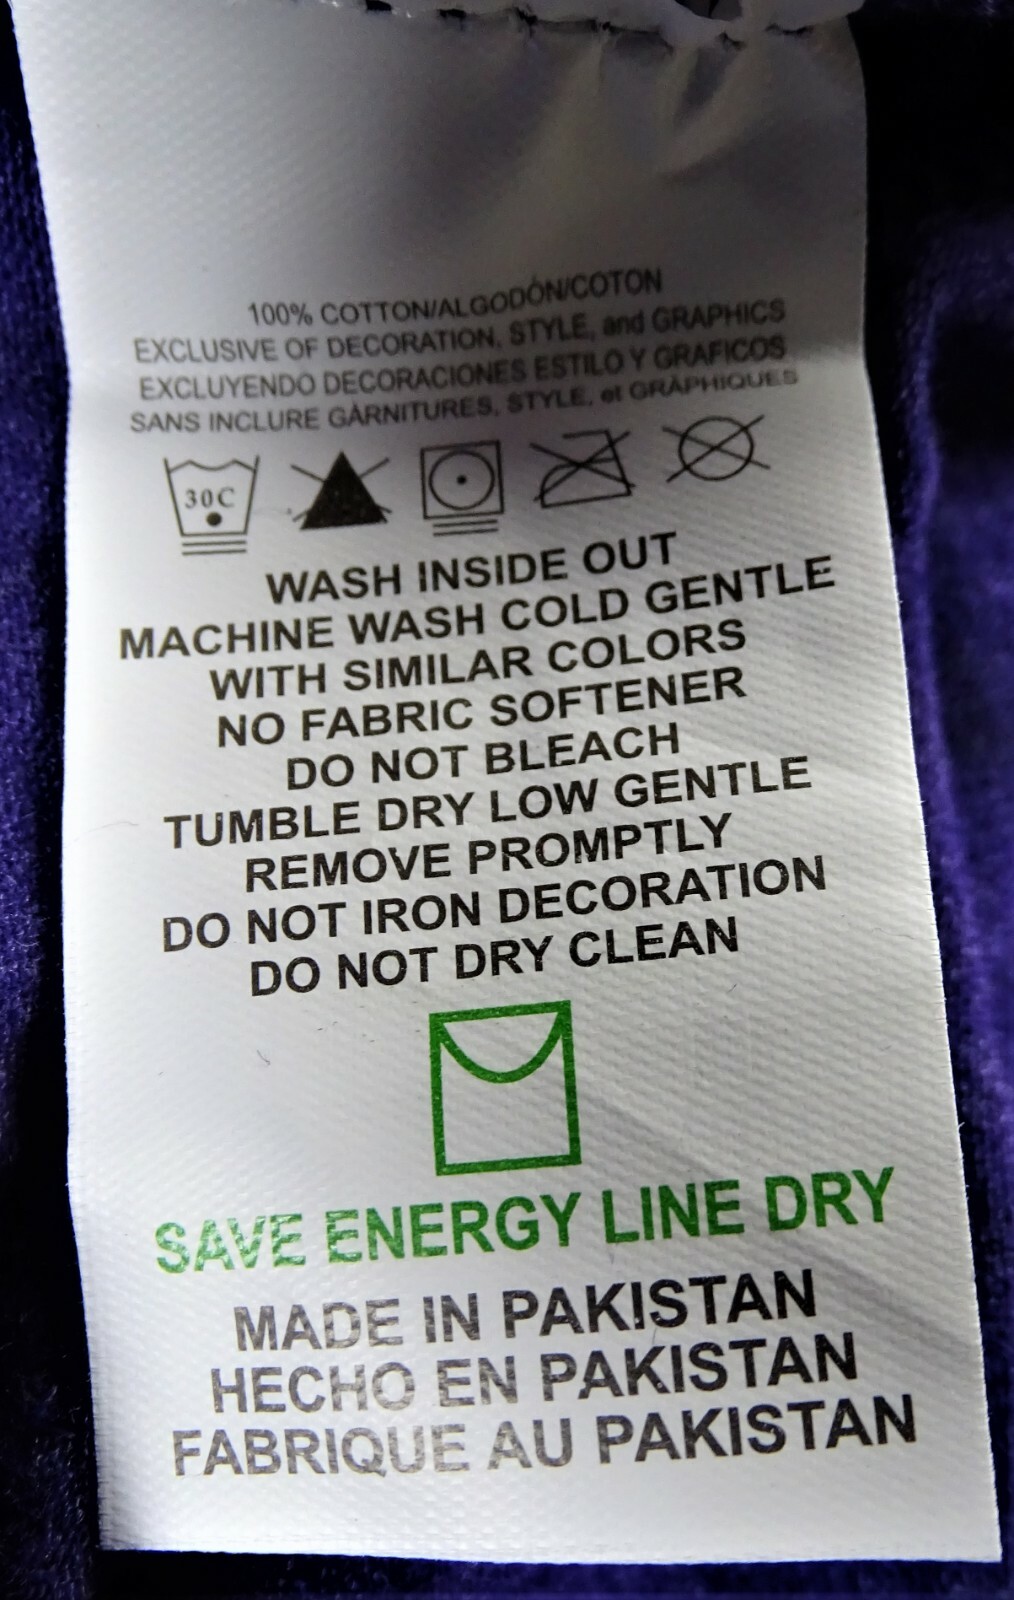 100% COTTON/ALGODÓN/COTON
EXCLUSIVE OF DECORATION, STYLE, and GRAPHICS
EXCLUYENDO DECORACIONES ESTILO Y GRAFICOS
SANS INCLURE GARNITURES, STYLE, et GRAPHIQUES
30C
WASH INSIDE OUT
MACHINE WASH COLD GENTLE
WITH SIMILAR COLORS
NO FABRIC SOFTENER
DO NOT BLEACH
TUMBLE DRY LOW GENTLE
REMOVE PROMPTLY
DO NOT IRON DECORATION
DO NOT DRY CLEAN
SAVE ENERGY LINE DRY
MADE IN PAKISTAN
HECHO EN PAKISTAN
FABRIQUE AU PAKISTAN